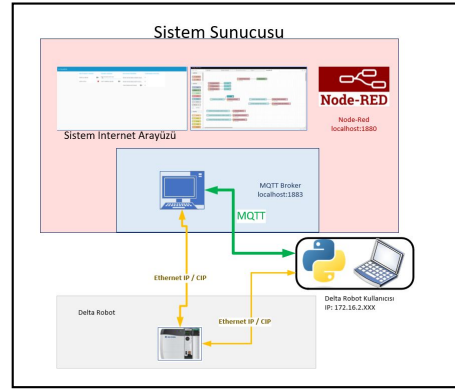 Sistem Sunucusu
Node-RED
Node-Red
localhost:1880
Sistem Internet Arayüzü
MQTT Broker
localhost:1883
MQTT
Ethernet IP / CIP
Delta Robot Kullanıcısı
IP: 172.16.2.XXX
Delta Robot
Ethernet IP / CIP